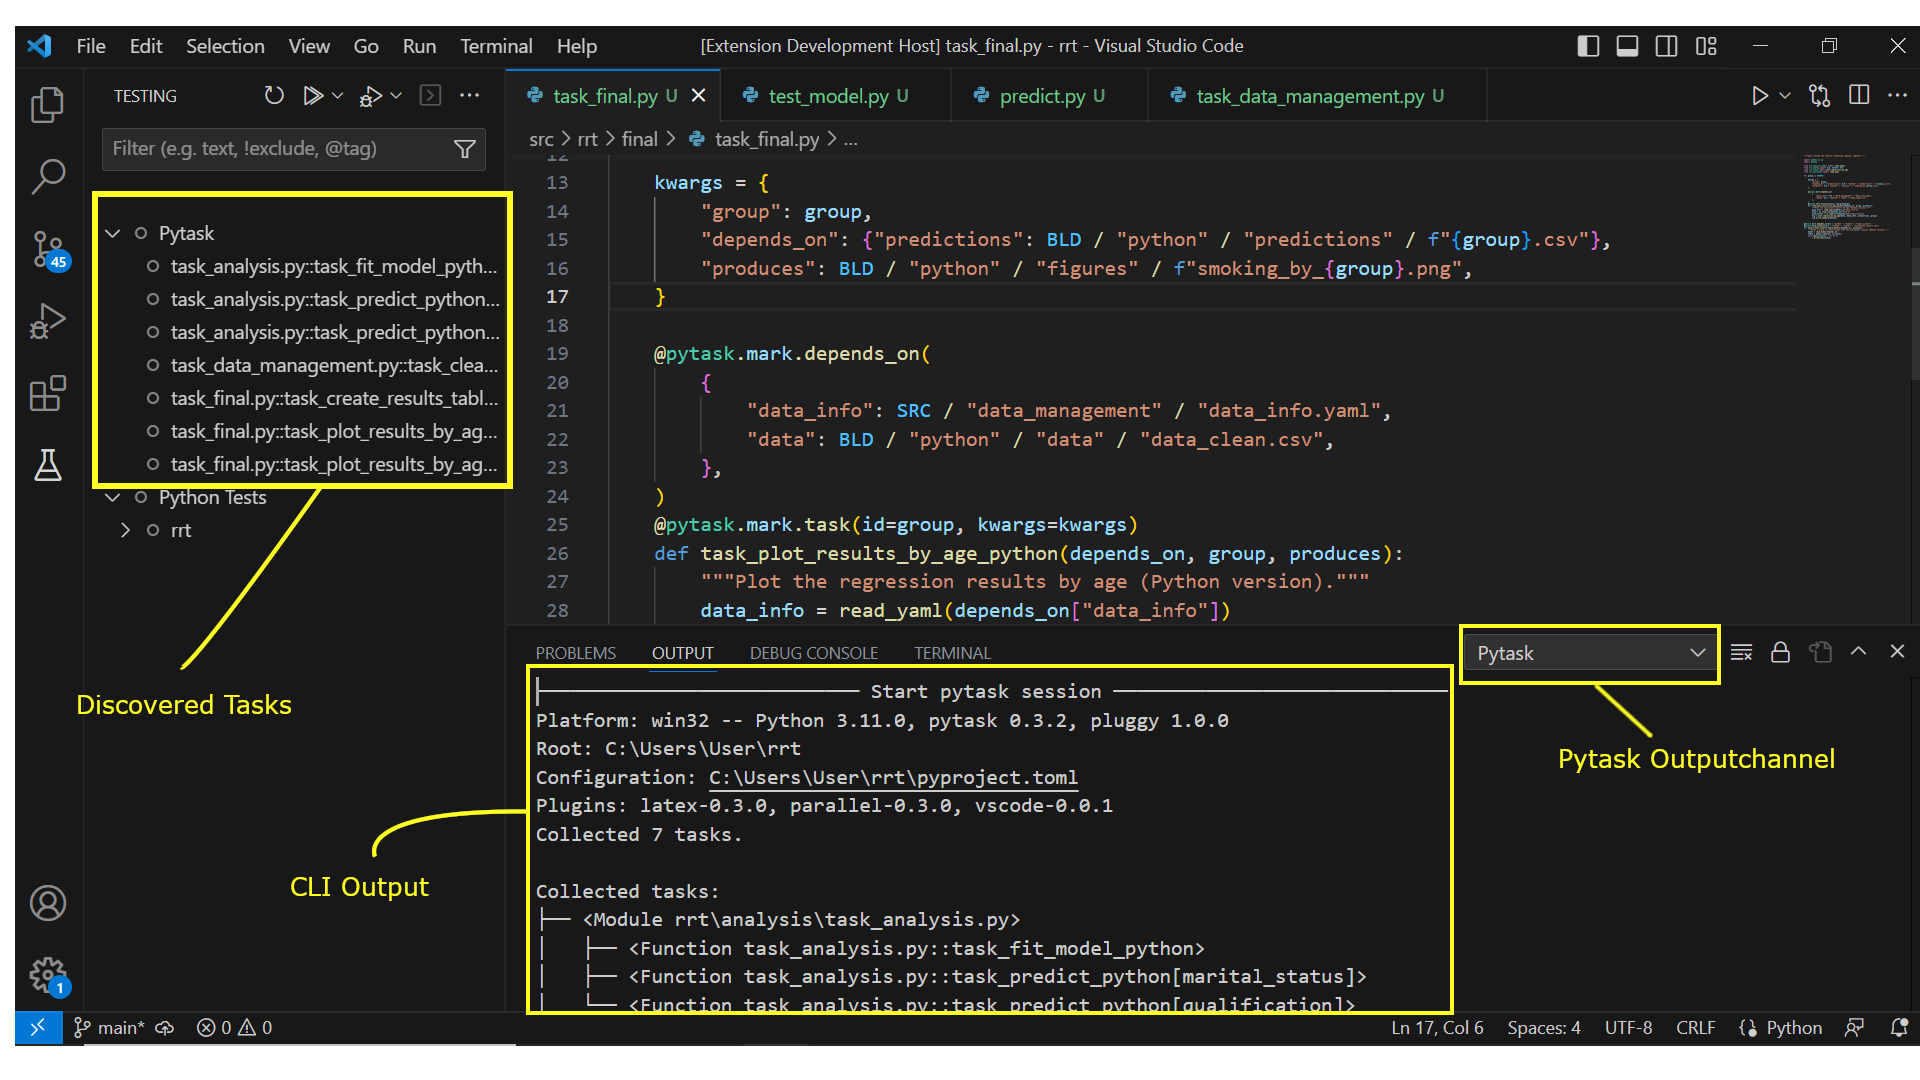 File Edit Selection View Go Run Terminal Help [Extension Development Host] task_final.py - rrt - Visual Studio Code
TESTING
Filter (e.g. text, !exclude, @tag)
Pytask
task_analysis.py::task_fit_model_pyth...
task_analysis.py::task_predict_python...
task_analysis.py::task_predict_python...
task_data_management.py::task_clea...
task_final.py::task_create_results_tabl...
task_final.py::task_plot_results_by_ag...
task_final.py::task_plot_results_by_ag...
Python Tests
rrt
45
1
Discovered Tasks
CLI Output
task_final.py U test_model.py U predict.py U task_data_management.py U
src > rrt > final > task_final.py > ...
12
13 kwargs = {
14 "group": group,
15 "depends_on": {"predictions": BLD / "python" / "predictions" / f"{group}.csv"},
16 "produces": BLD / "python" / "figures" / f"smoking_by_{group}.png",
17 }
18
19 @pytask.mark.depends_on(
20 {
21 "data_info": SRC / "data_management" / "data_info.yaml",
22 "data": BLD / "python" / "data" / "data_clean.csv",
23 },
24 )
25 @pytask.mark.task(id=group, kwargs=kwargs)
26 def task_plot_results_by_age_python(depends_on, group, produces):
27 """Plot the regression results by age (Python version)."""
28 data_info = read_yaml(depends_on["data_info"])
PROBLEMS OUTPUT DEBUG CONSOLE TERMINAL Pytask
Start pytask session
Platform: win32 -- Python 3.11.0, pytask 0.3.2, pluggy 1.0.0
Root: C:\Users\User\rrt
Configuration: C:\Users\User\rrt\pyproject.toml
Plugins: latex-0.3.0, parallel-0.3.0, vscode-0.0.1
Collected 7 tasks.
Collected tasks:
├── <Module rrt\analysis\task_analysis.py>
│   ├── <Function task_analysis.py::task_fit_model_python>
│   ├── <Function task_analysis.py::task_predict_python[marital_status]>
│   └── <Function task_analysis.py::task_predict_python[qualification]>
Pytask Outputchannel
main* 0 0 Ln 17, Col 6 Spaces: 4 UTF-8 CRLF Python